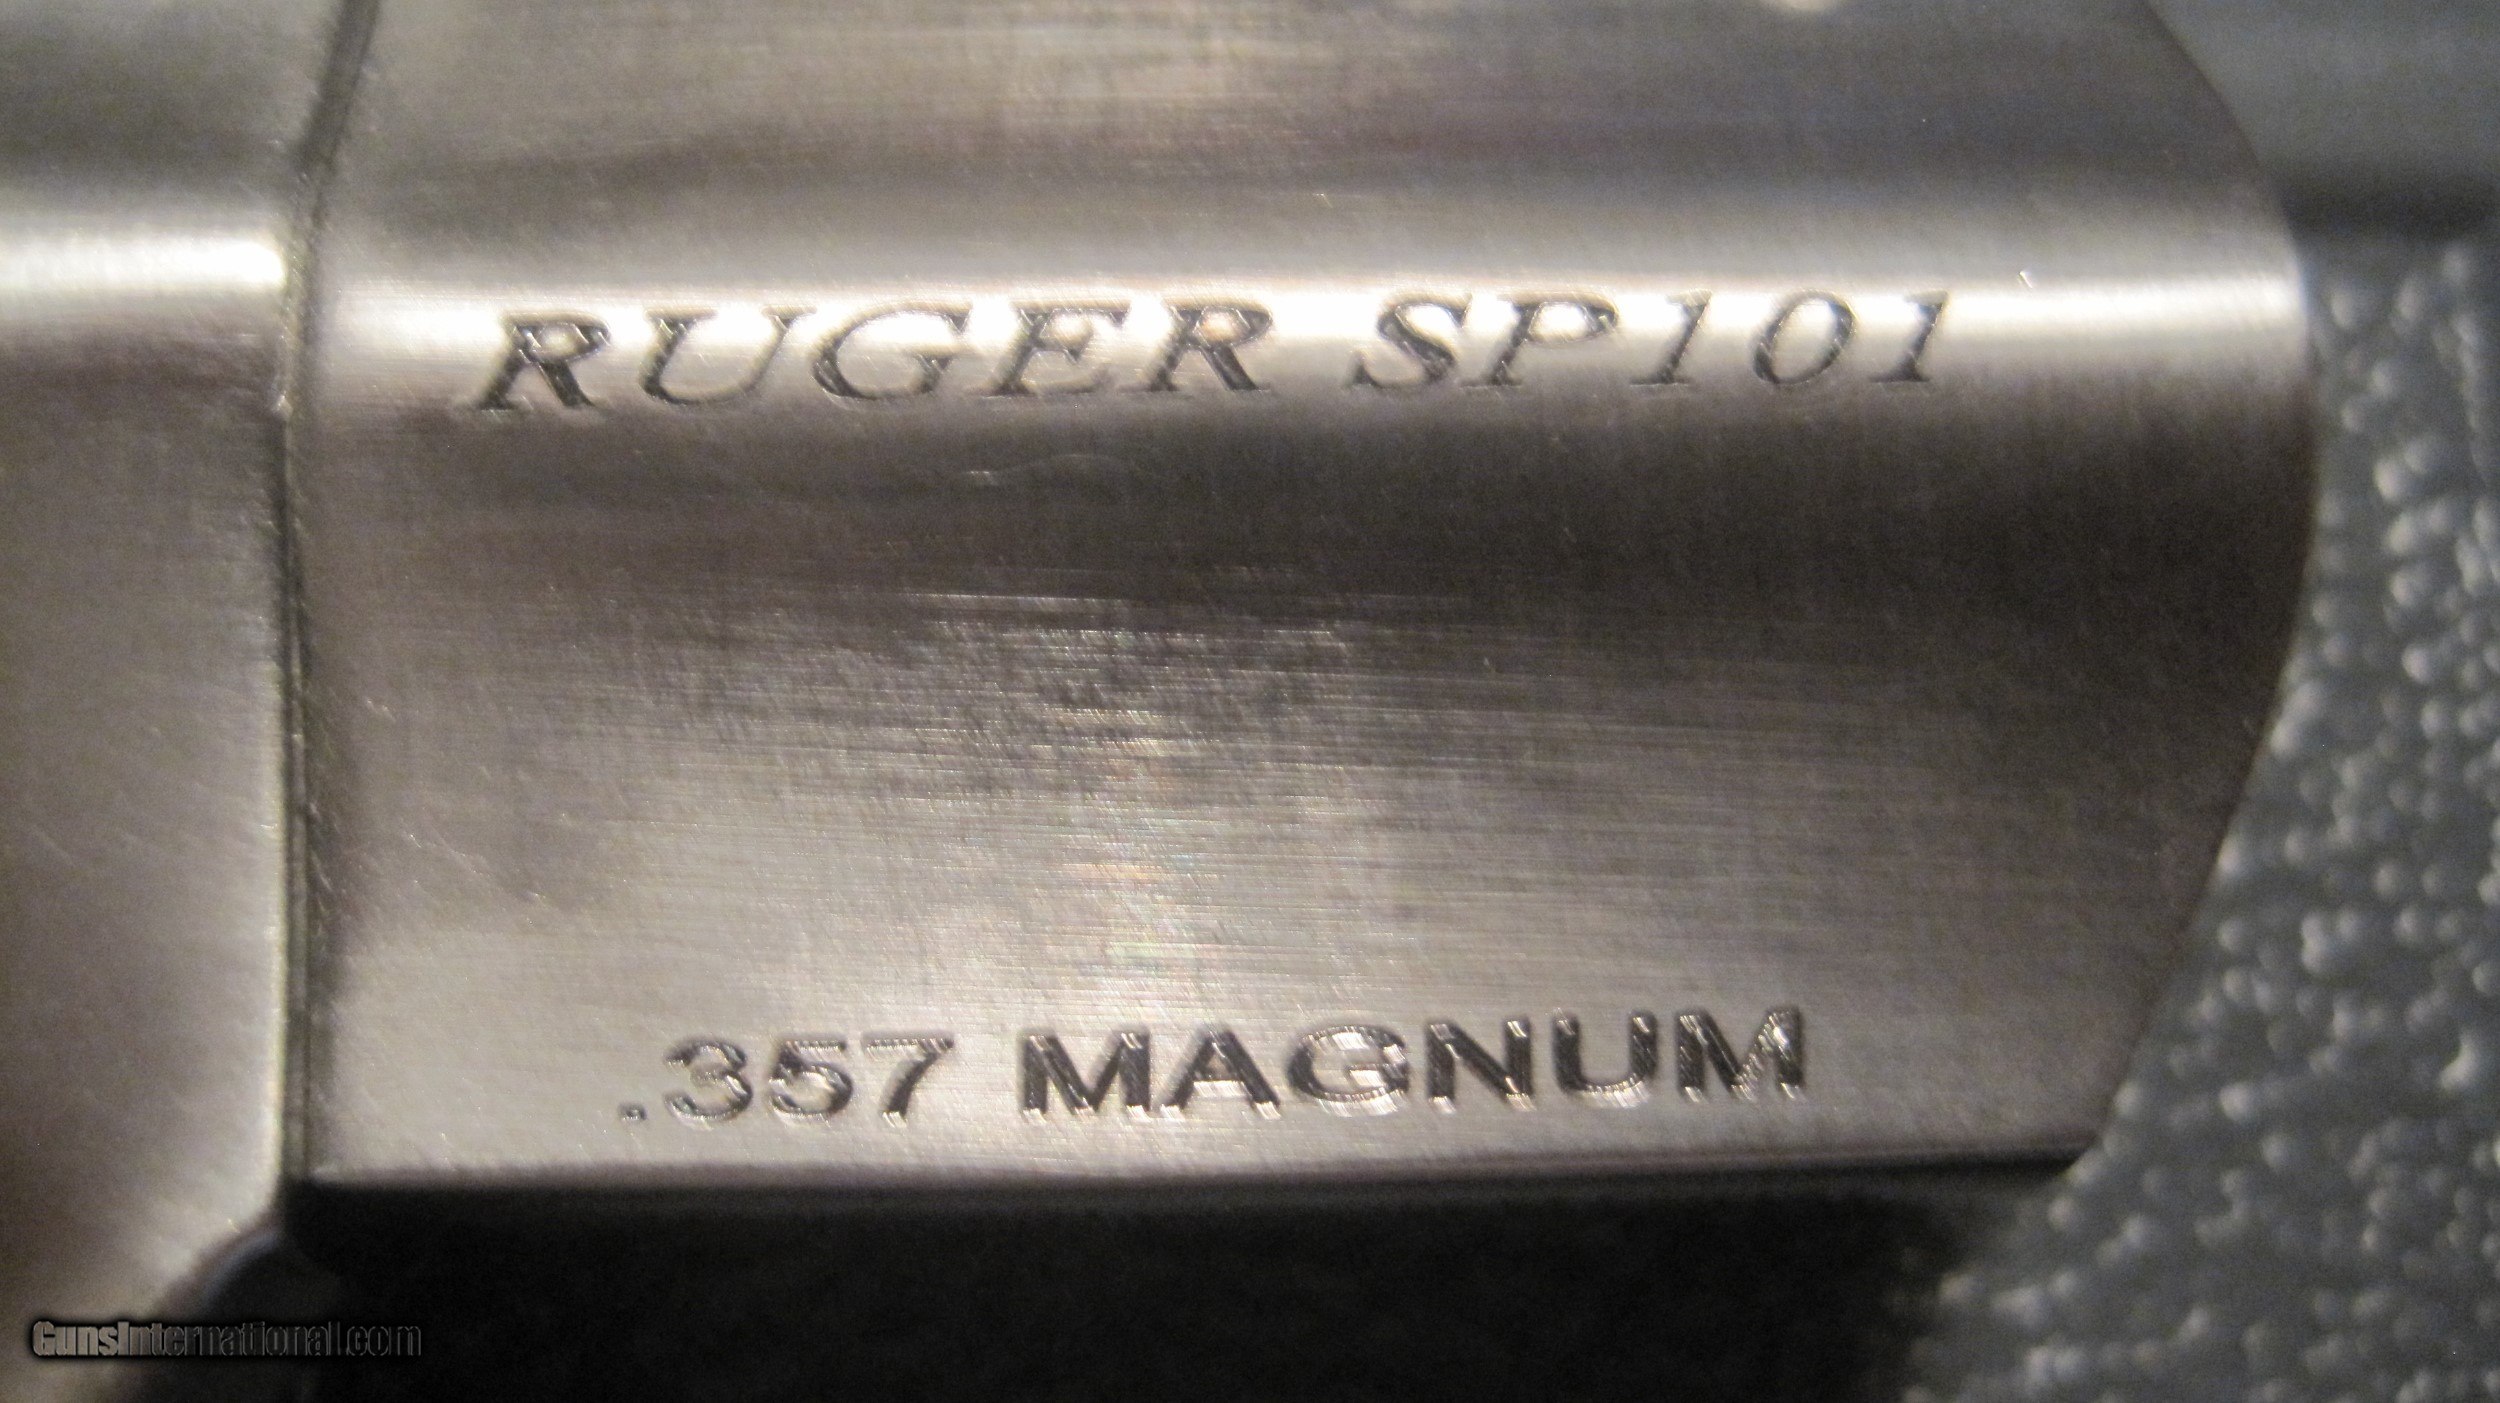 RUGER SP101
.357 MAGNUM
GunsInternational.com